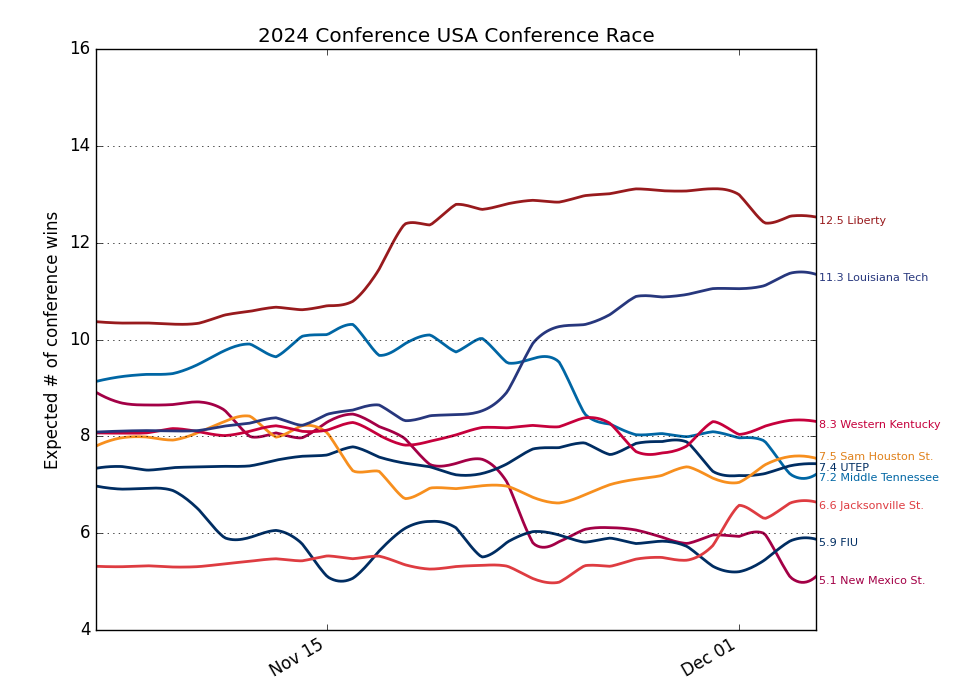 2024 Conference USA Conference Race
Expected # of conference wins
16
14
12
10
8
6
4
Nov 15
Dec 01
12.5 Liberty
11.3 Louisiana Tech
8.3 Western Kentucky
7.5 Sam Houston St.
7.4 UTEP
7.2 Middle Tennessee
6.6 Jacksonville St.
5.9 FIU
5.1 New Mexico St.